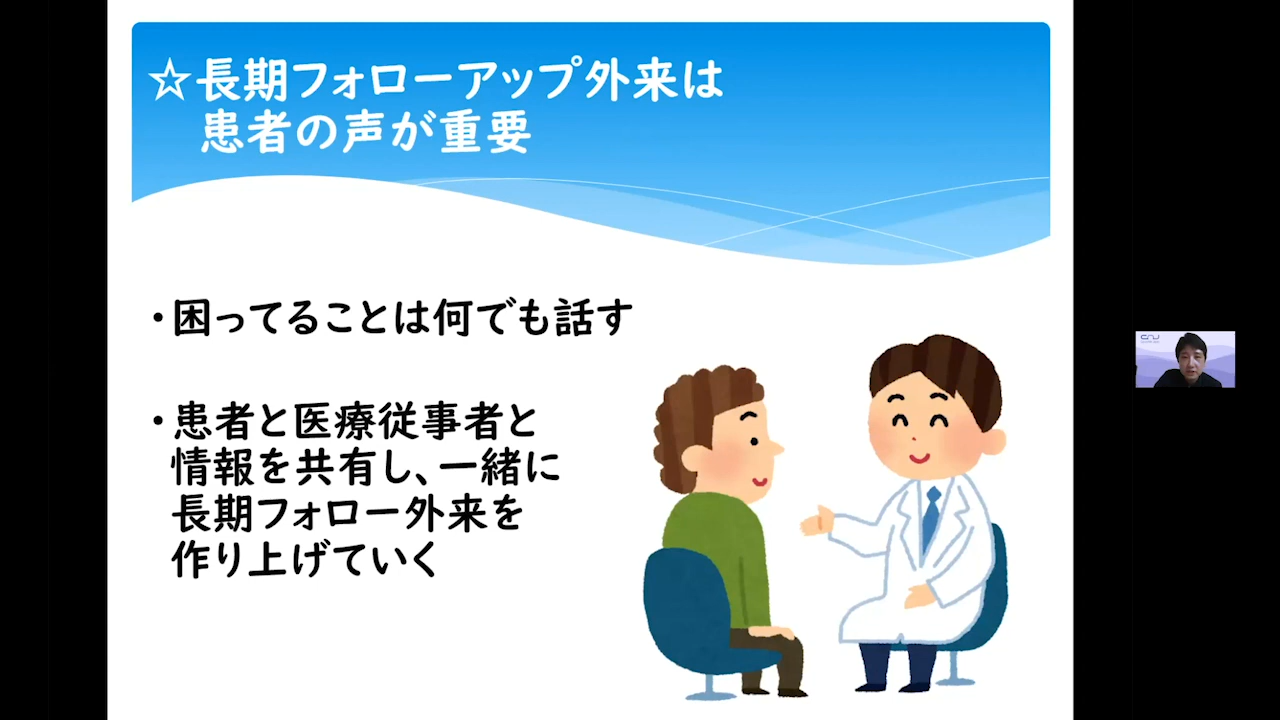 ☆長期フォローアップ外来は
患者の声が重要
・困ってることは何でも話す
・患者と医療従事者と
情報を共有し、一緒に
長期フォロー外来を
作り上げていく